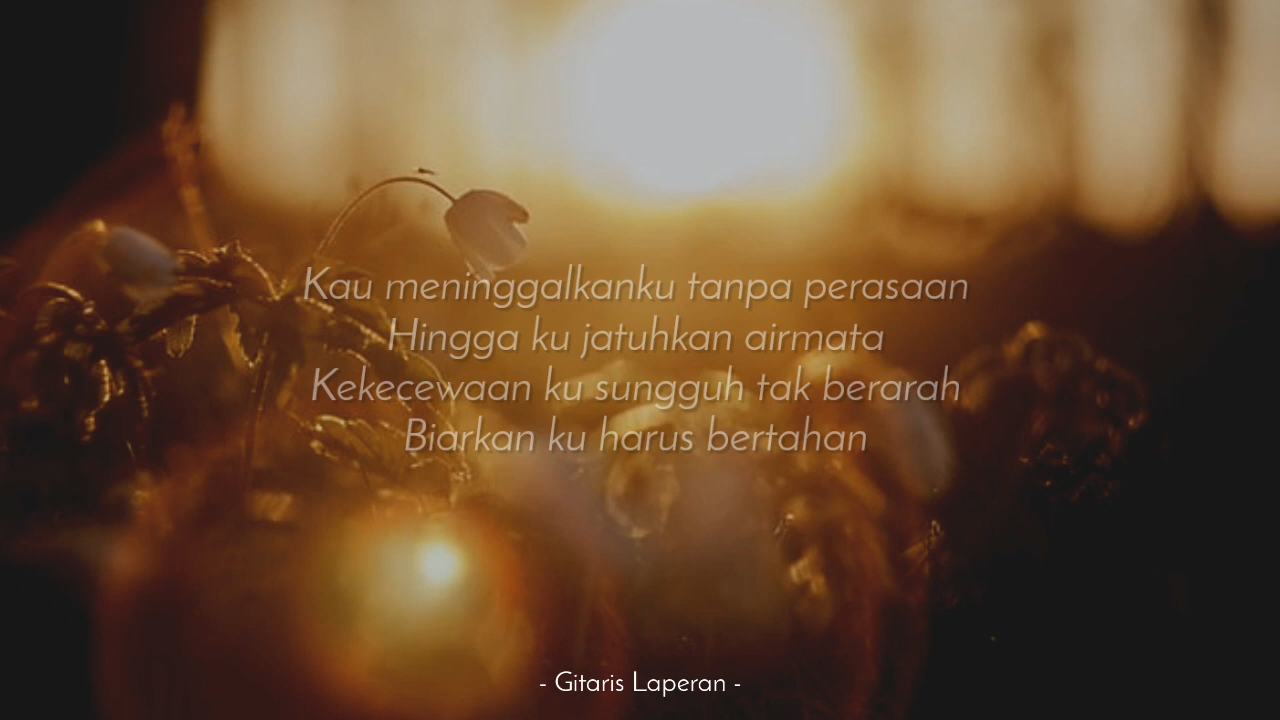 Kau meninggalkanku tanpa perasaan
Hingga ku jatuhkan airmata
Kekecewaan ku sungguh tak berarah
Biarkan ku harus bertahan
- Gitaris Laperan -